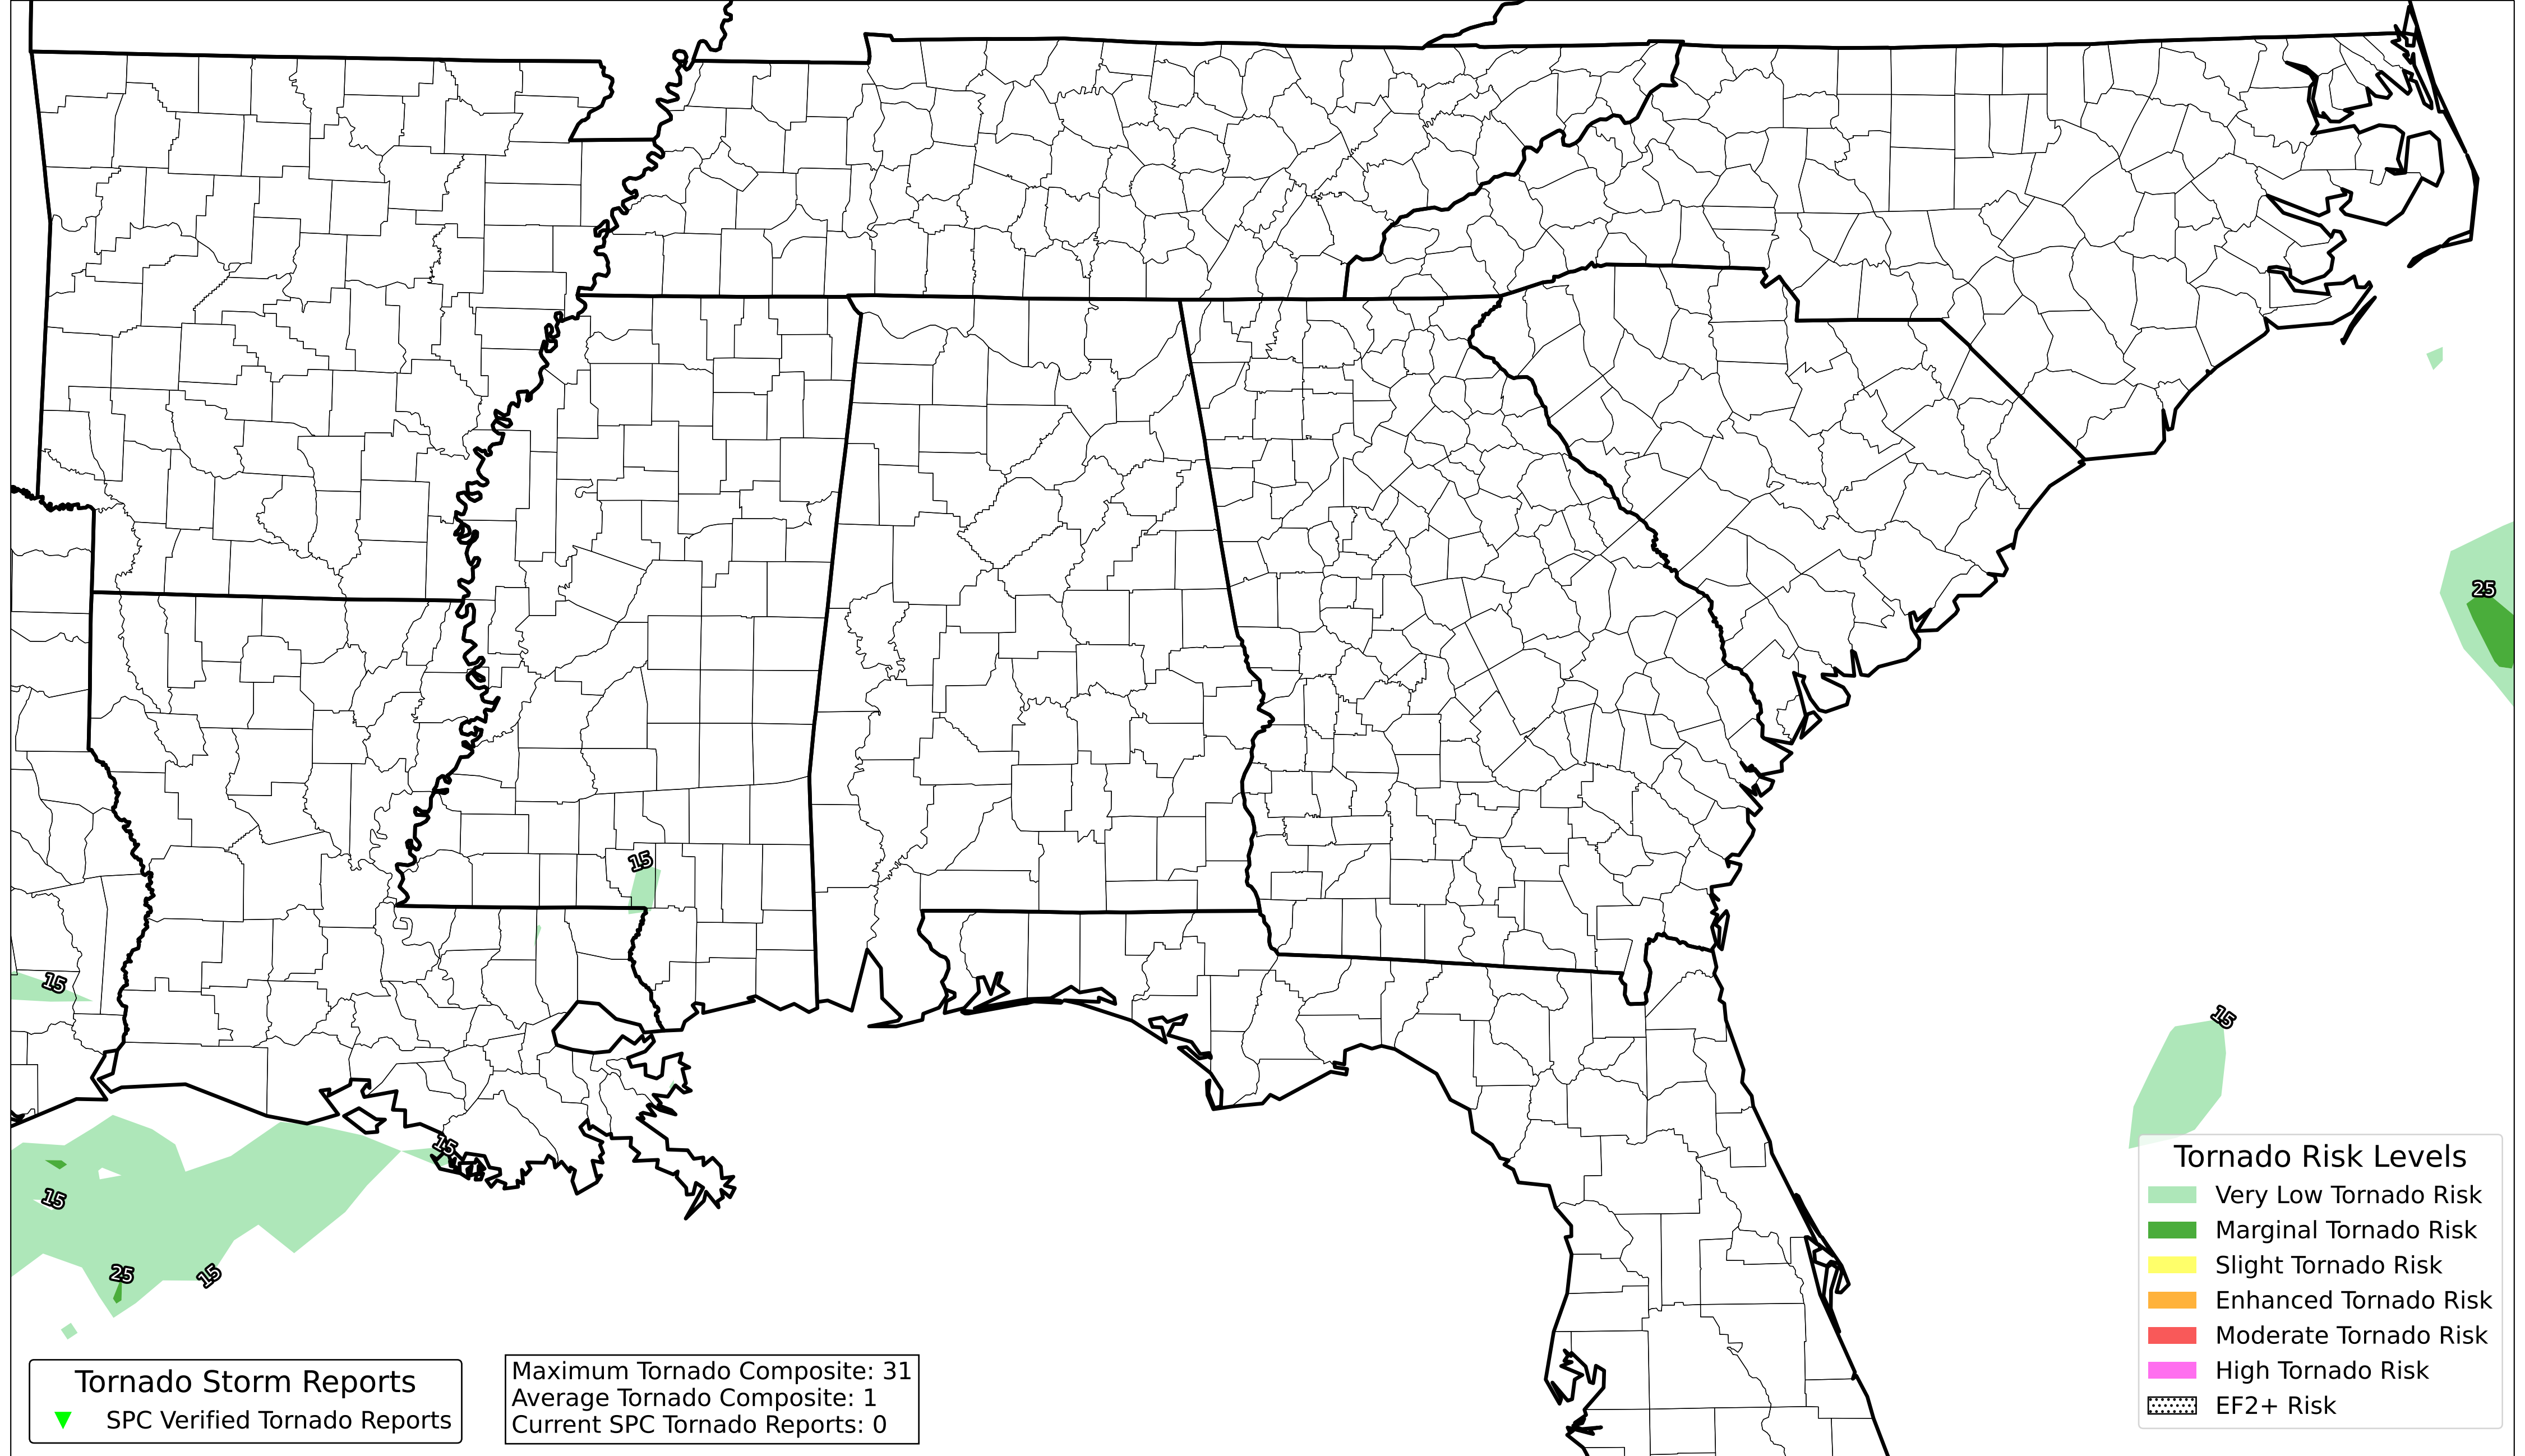 25
15
15
15
15
15
25
15
Tornado Risk Levels
Very Low Tornado Risk
Marginal Tornado Risk
Slight Tornado Risk
Enhanced Tornado Risk
Moderate Tornado Risk
High Tornado Risk
EF2+ Risk
Tornado Storm Reports
SPC Verified Tornado Reports
Maximum Tornado Composite: 31
Average Tornado Composite: 1
Current SPC Tornado Reports: 0